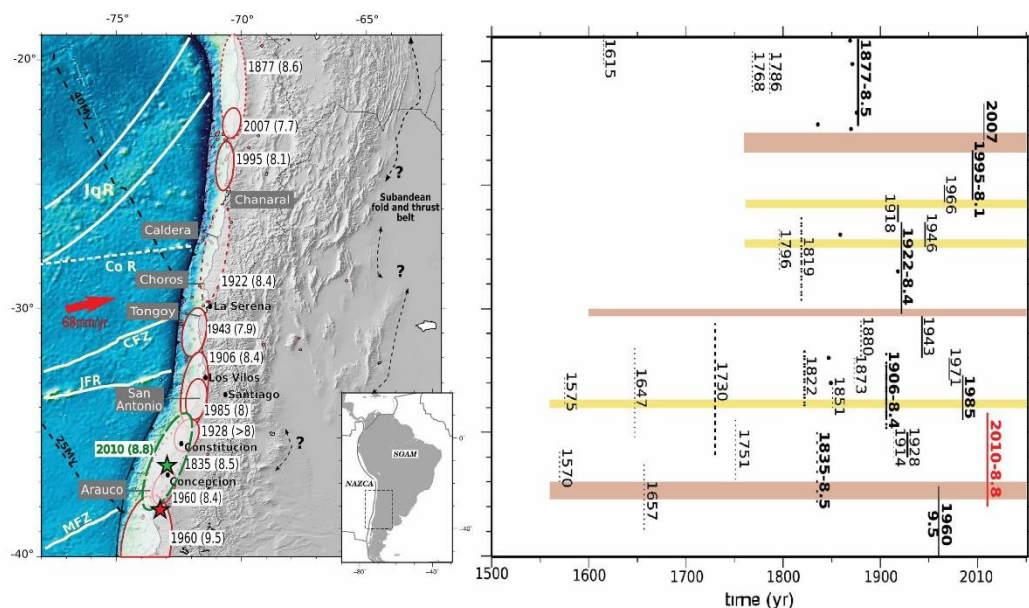 -75°
-70°
-65°
40My
1877 (8.6)
2007 (7.7)
1995 (8.1)
JqR
Chanaral
?
Subandean
fold and thrust
belt
Caldera
Co R
?
Choros
1922 (8.4)
-30°
La Serena
Tongoy
68mm/yr
CFZ
1943 (7.9)
1906 (8.4)
JFR
Los Vilos
San
Antonio
Santiago
1985 (8)
1928 (>8)
?
2010 (8.8)
Constitucion
25My
1835 (8.5)
Concepcion
Arauco
1960 (8.4)
MFZ
1960 (9.5)
-40°
SOAM
NAZCA
0°
-20°
-40°
-80°
-60°
-40°
1615
1768
1786
1877-8.5
2007
1995-8.1
1966
1918
1946
1796
1819
1922-8.4
1943
1880
1873
1971
1575
1647
1730
1822
1851
1906-8.4
1985
1914
1928
1570
1751
1835-8.5
2010-8.8
1657
1960
9.5
1500
1600
1700
1800
1900
2010
time (yr)